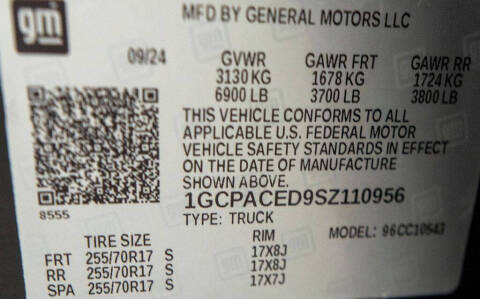 gm
MFD BY GENERAL MOTORS LLC
09/24 GVWR GAWR FRT GAWR RR
3130 KG 1678 KG 1724 KG
6900 LB 3700 LB 3800 LB
THIS VEHICLE CONFORMS TO ALL
APPLICABLE U.S. FEDERAL MOTOR
VEHICLE SAFETY STANDARDS IN EFFECT
ON THE DATE OF MANUFACTURE
SHOWN ABOVE.
1GCPACED9SZ110956
8555
TYPE: TRUCK
MODEL: 96CC10543
TIRE SIZE RIM
FRT 255/70R17 S 17X8J
RR 255/70R17 S 17X8J
SPA 255/70R17 S 17X7J